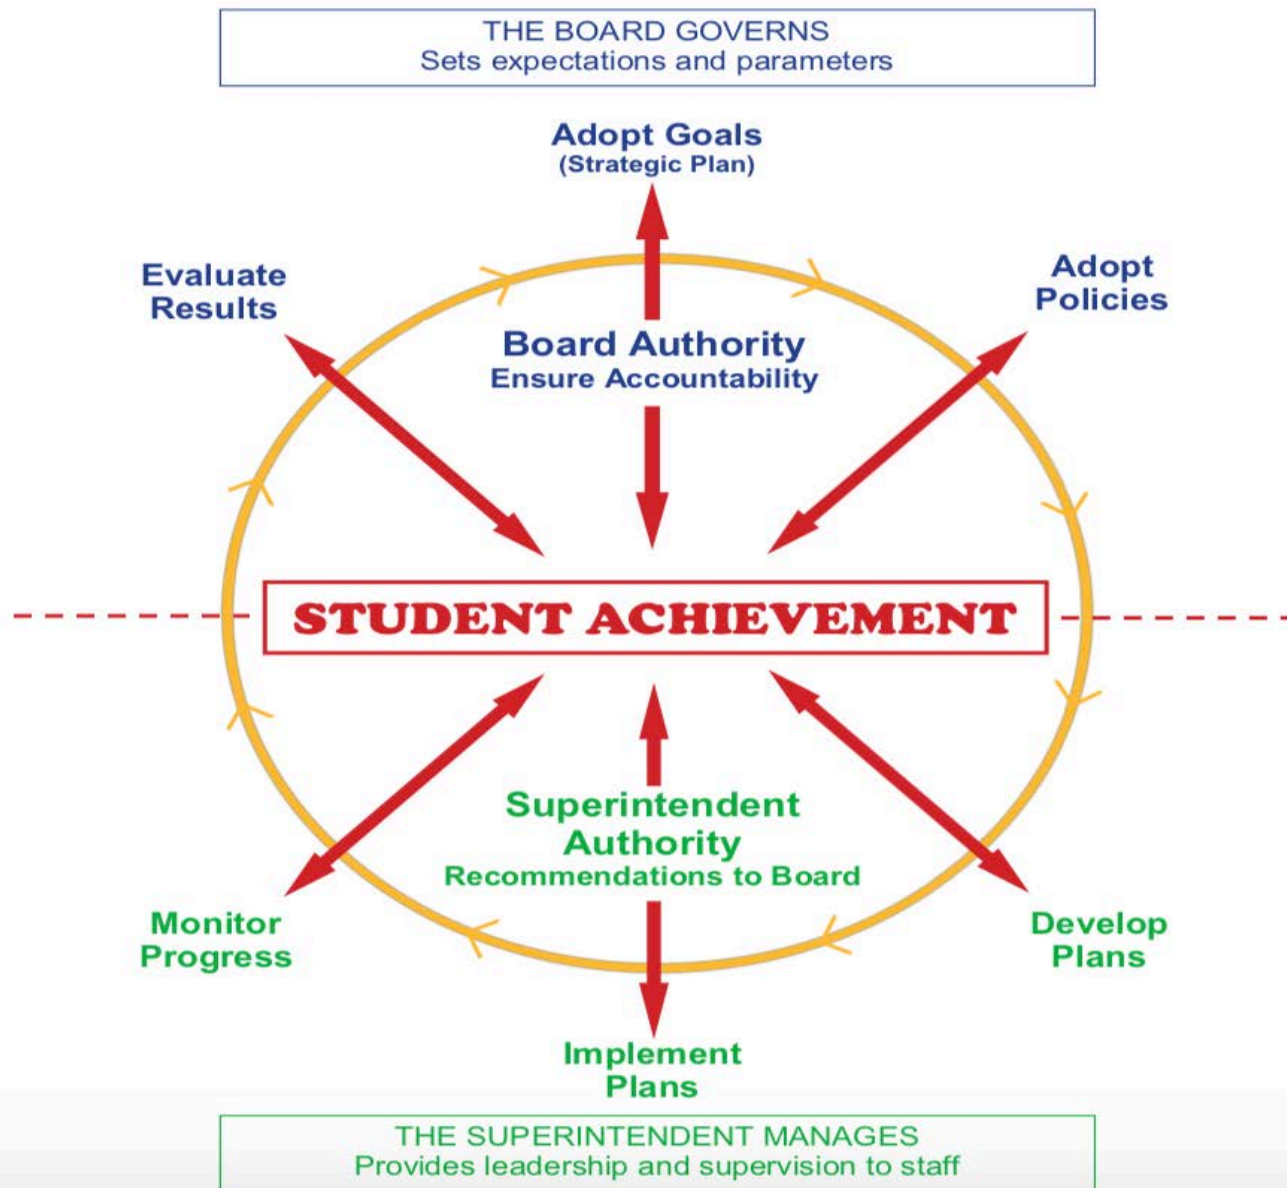 THE BOARD GOVERNS
Sets expectations and parameters
Adopt Goals
(Strategic Plan)
Evaluate
Results
Adopt
Policies
Board Authority
Ensure Accountability
STUDENT ACHIEVEMENT
Superintendent
Authority
Recommendations to Board
Monitor
Progress
Develop
Plans
Implement
Plans
THE SUPERINTENDENT MANAGES
Provides leadership and supervision to staff